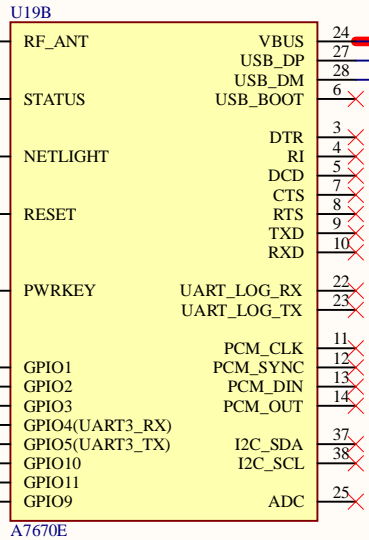 U19B
RF_ANT VBUS 24
USB_DP 27
USB_DM 28
STATUS USB_BOOT 6
DTR 3
NETLIGHT RI 4
DCD 5
CTS 7
RESET RTS 8
TXD 9
RXD 10
PWRKEY UART_LOG_RX 22
UART_LOG_TX 23
PCM_CLK 11
GPIO1 PCM_SYNC 12
GPIO2 PCM_DIN 13
GPIO3 PCM_OUT 14
GPIO4(UART3_RX)
GPIO5(UART3_TX) I2C_SDA 37
GPIO10 I2C_SCL 38
GPIO11
GPIO9 ADC 25
A7670E